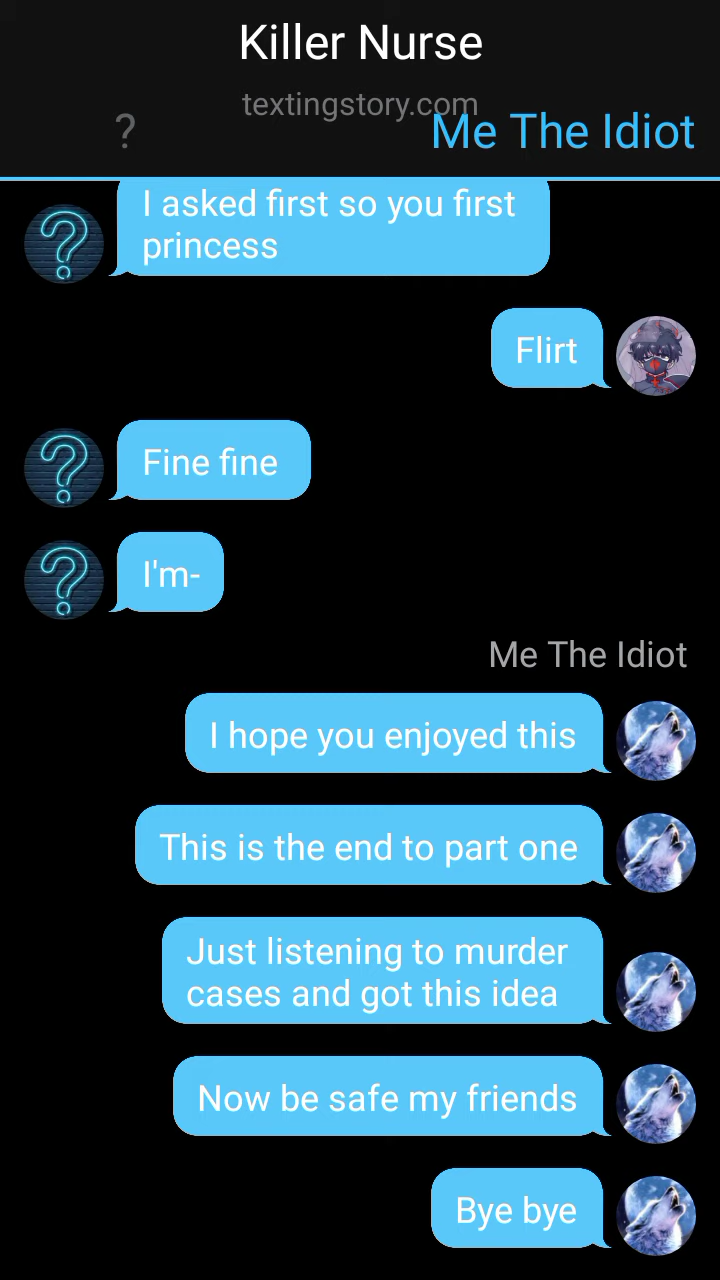 Killer Nurse
textingstory.com
?
Me The Idiot
I asked first so you first
princess
Flirt
Fine fine
I'm-
Me The Idiot
I hope you enjoyed this
This is the end to part one
Just listening to murder
cases and got this idea
Now be safe my friends
Bye bye